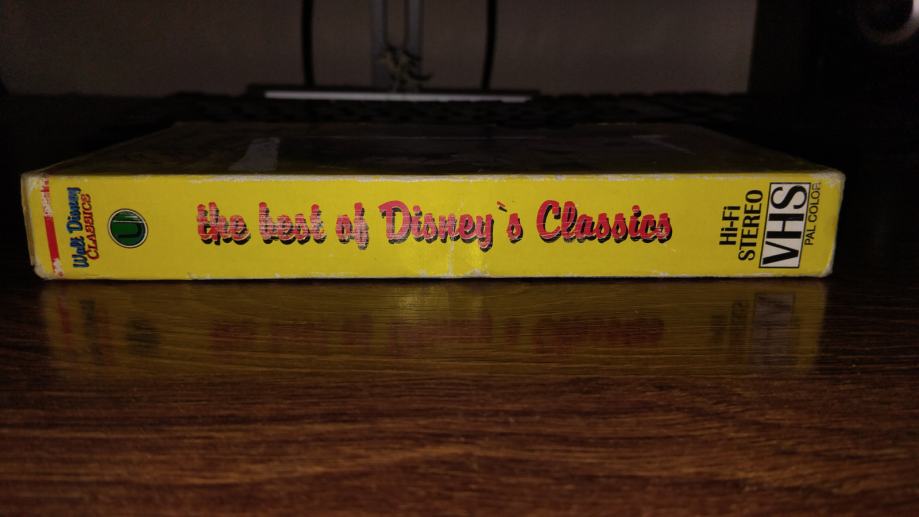 Walt Disney
CLASSICS
U
the best of Disney's Classics
Hi-Fi
STEREO
VHS
PAL COLOR